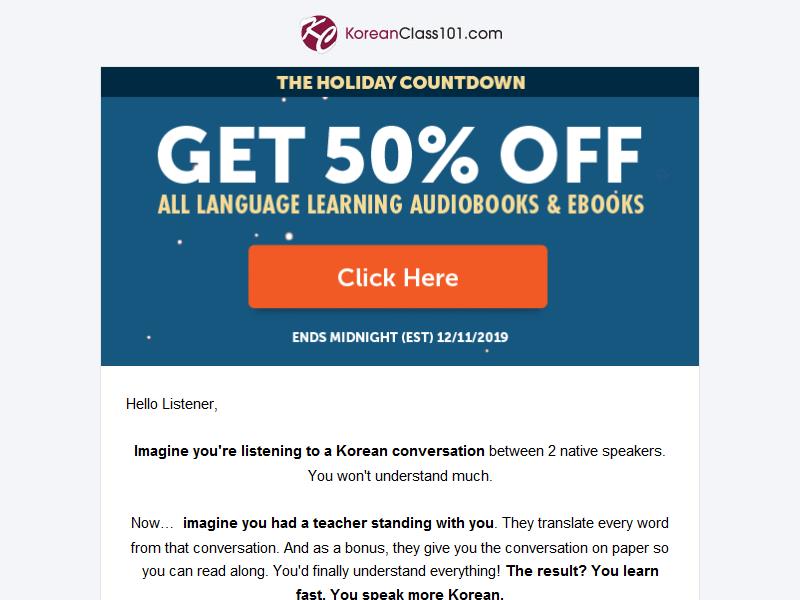 KoreanClass101.com
THE HOLIDAY COUNTDOWN
GET 50% OFF
ALL LANGUAGE LEARNING AUDIOBOOKS & EBOOKS
Click Here
ENDS MIDNIGHT (EST) 12/11/2019
Hello Listener,
Imagine you're listening to a Korean conversation between 2 native speakers.
You won't understand much.
Now… imagine you had a teacher standing with you. They translate every word
from that conversation. And as a bonus, they give you the conversation on paper so
you can read along. You'd finally understand everything! The result? You learn
fast. You speak more Korean.